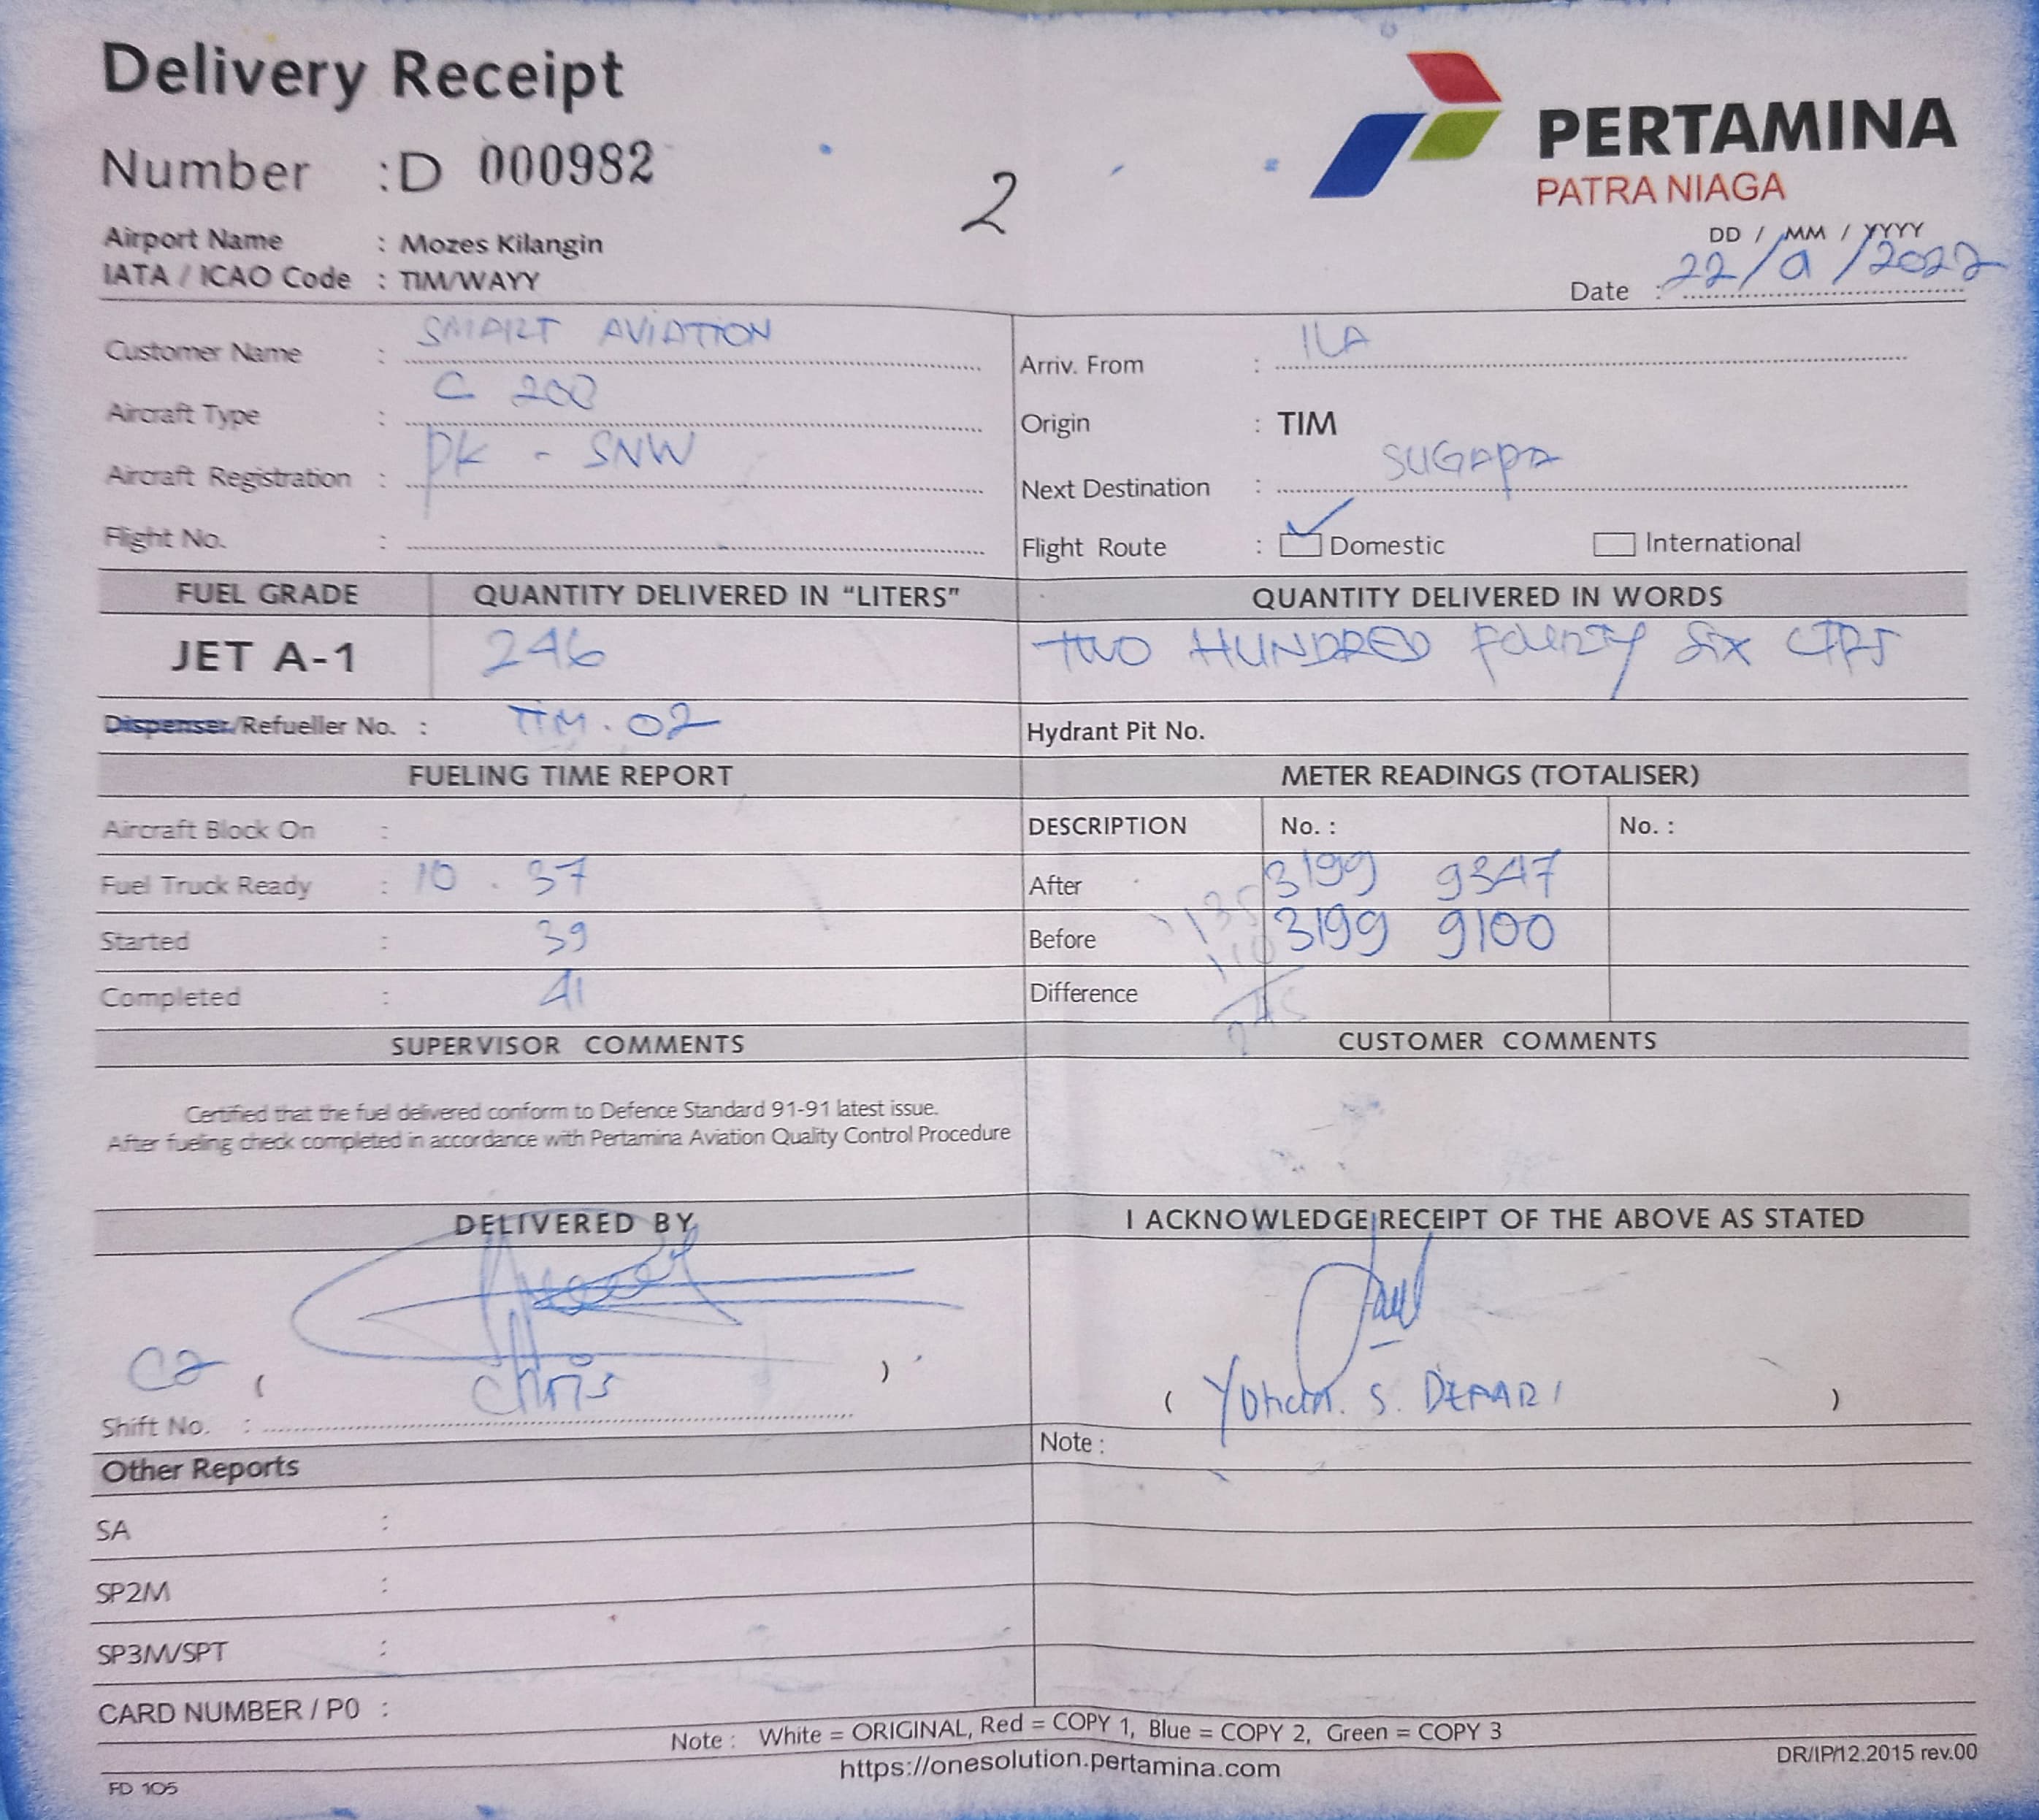 Delivery Receipt
Number : D 000982
2
PERTAMINA
PATRA NIAGA
Airport Name : Mozes Kilangin
IATA / ICAO Code : TIM/WAYY
DD / MM / YYYY
Date : 22/9/2022
Customer Name : SMART AVIATION
Arriv. From : ILA
Aircraft Type : C 208
Origin : TIM
Aircraft Registration : PK - SNW
Next Destination : SUGAPA
Flight No. :
Flight Route : Domestic International
FUEL GRADE QUANTITY DELIVERED IN “LITERS” QUANTITY DELIVERED IN WORDS
JET A-1 246 TWO HUNDRED FOURTY SIX LTRS
Dispenser/Refueller No. : TIM.02 Hydrant Pit No.
FUELING TIME REPORT METER READINGS (TOTALISER)
Aircraft Block On : DESCRIPTION No. : No. :
Fuel Truck Ready : 10 . 37 After 3199 9347
Started : 39 Before 3199 9100
Completed : 41 Difference
SUPERVISOR COMMENTS CUSTOMER COMMENTS
Certified that the fuel delivered conform to Defence Standard 91-91 latest issue.
After fueling check completed in accordance with Pertamina Aviation Quality Control Procedure
DELIVERED BY I ACKNOWLEDGE RECEIPT OF THE ABOVE AS STATED
C2 ( Chris ) ( S. )
Shift No. :
Note :
Other Reports
SA :
SP2M :
SP3M/SPT :
CARD NUMBER / P0 :
Note : White = ORIGINAL, Red = COPY 1, Blue = COPY 2, Green = COPY 3
https://onesolution.pertamina.com
DR/IP/12.2015 rev.00
FD 105